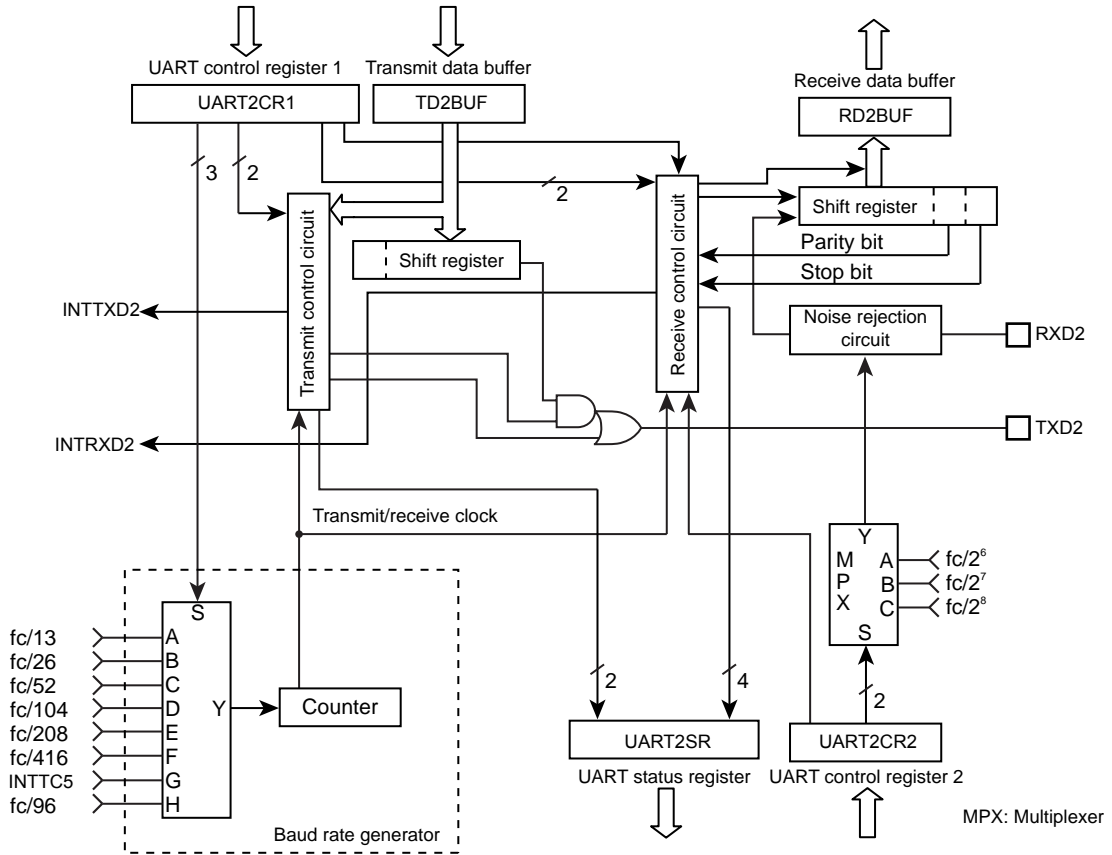 UART control register 1
Transmit data buffer
Receive data buffer
UART2CR1
TD2BUF
RD2BUF
3
2
2
Transmit control circuit
Shift register
Receive control circuit
Shift register
Parity bit
Stop bit
INTTXD2
Noise rejection
circuit
RXD2
INTRXD2
TXD2
Transmit/receive clock
Y
M
P
X
A
B
C
S
fc/2⁶
fc/2⁷
fc/2⁸
S
fc/13
A
fc/26
B
fc/52
C
fc/104
D
Y
Counter
fc/208
E
fc/416
F
INTTC5
G
fc/96
H
Baud rate generator
2
4
2
UART2SR
UART2CR2
UART status register
UART control register 2
MPX: Multiplexer